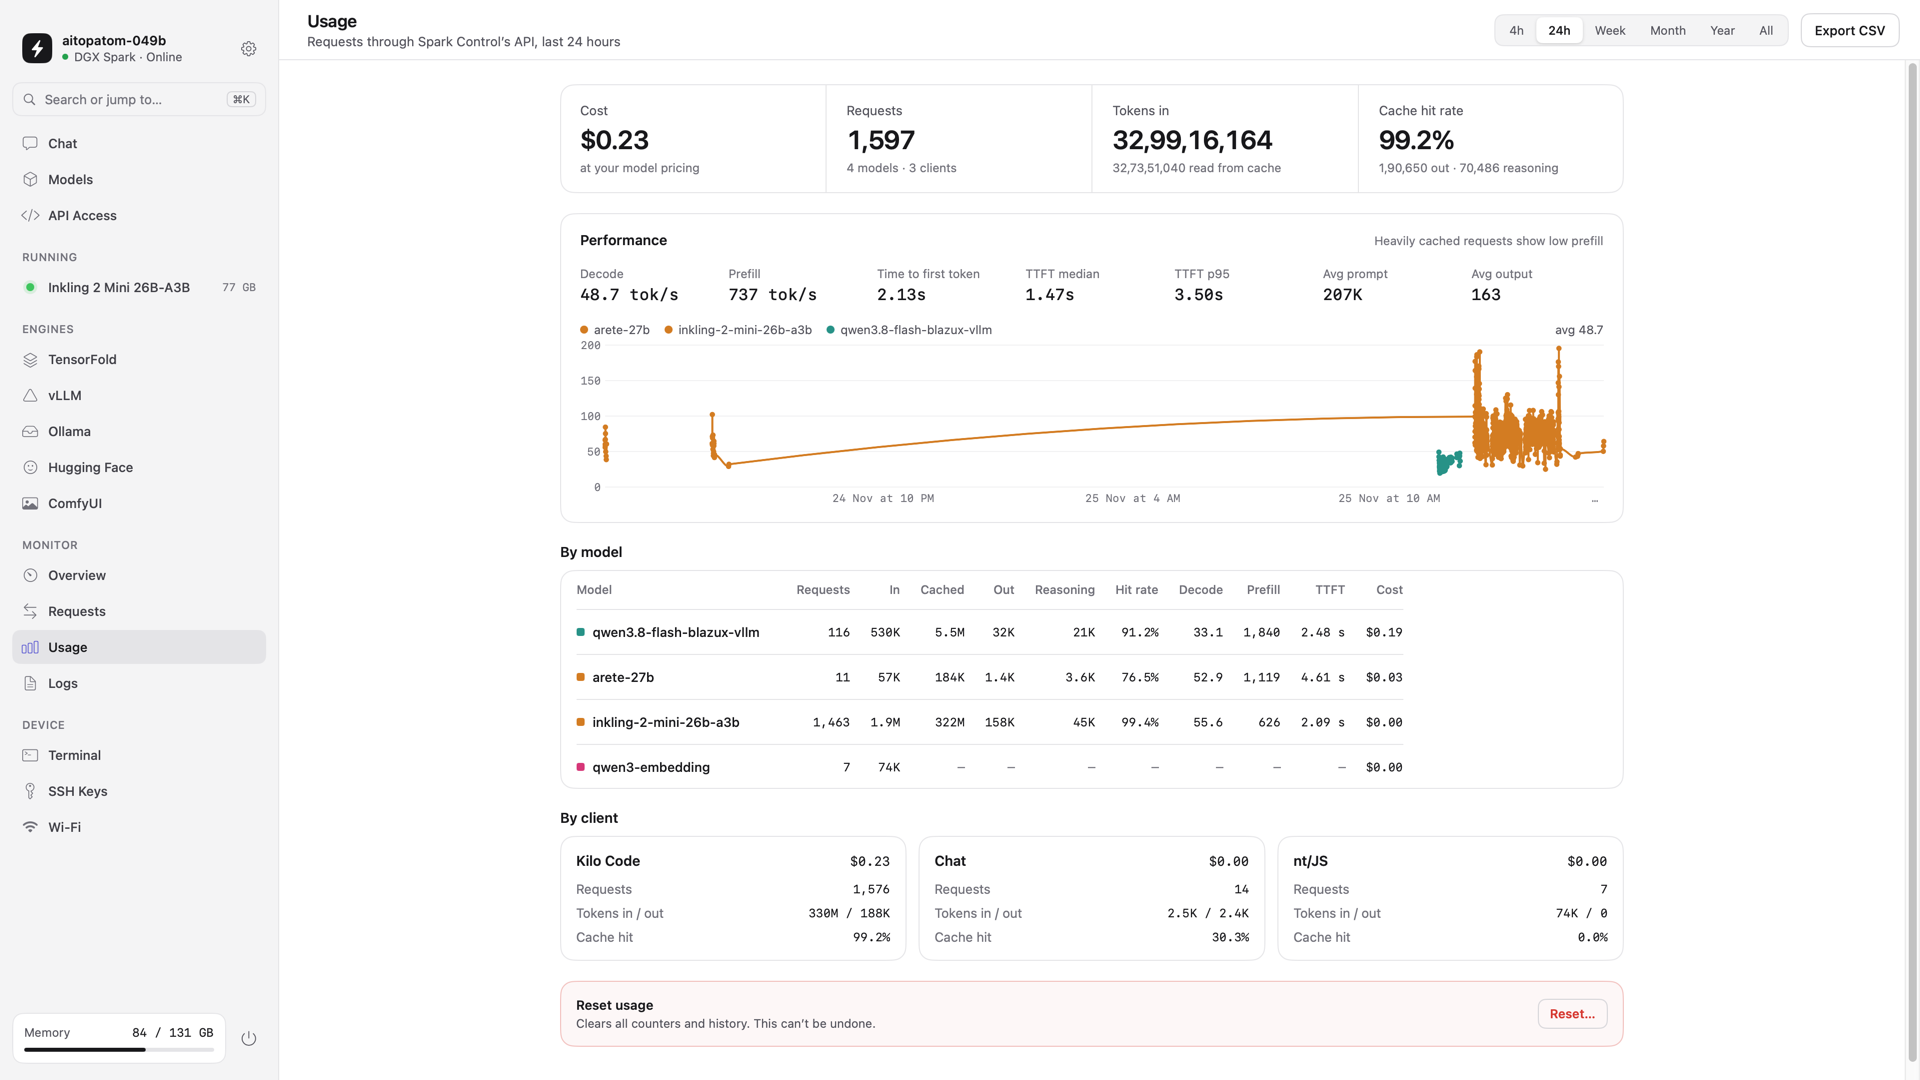 aitopatom-049b
DGX Spark · Online
Search or jump to...
⌘K
Chat
Models
API Access
RUNNING
Inkling 2 Mini 26B-A3B 77 GB
ENGINES
TensorFold
vLLM
Ollama
Hugging Face
ComfyUI
MONITOR
Overview
Requests
Usage
Logs
DEVICE
Terminal
SSH Keys
Wi-Fi
Memory 84 / 131 GB
Usage
Requests through Spark Control's API, last 24 hours
4h 24h Week Month Year All
Export CSV
Cost
$0.23
at your model pricing
Requests
1,597
4 models · 3 clients
Tokens in
32,99,16,164
32,73,51,040 read from cache
Cache hit rate
99.2%
1,90,650 out · 70,486 reasoning
Performance
Heavily cached requests show low prefill
Decode Prefill Time to first token TTFT median TTFT p95 Avg prompt Avg output
48.7 tok/s 737 tok/s 2.13s 1.47s 3.50s 207K 163
arete-27b inkling-2-mini-26b-a3b qwen3.8-flash-blazux-vllm
avg 48.7
200
150
100
50
0
24 Nov at 10 PM 25 Nov at 4 AM 25 Nov at 10 AM …
By model
Model Requests In Cached Out Reasoning Hit rate Decode Prefill TTFT Cost
qwen3.8-flash-blazux-vllm 116 530K 5.5M 32K 21K 91.2% 33.1 1,840 2.48 s $0.19
arete-27b 11 57K 184K 1.4K 3.6K 76.5% 52.9 1,119 4.61 s $0.03
inkling-2-mini-26b-a3b 1,463 1.9M 322M 158K 45K 99.4% 55.6 626 2.09 s $0.00
qwen3-embedding 7 74K – – – – – – – $0.00
By client
Kilo Code $0.23
Requests 1,576
Tokens in / out 330M / 188K
Cache hit 99.2%
Chat $0.00
Requests 14
Tokens in / out 2.5K / 2.4K
Cache hit 30.3%
nt/JS $0.00
Requests 7
Tokens in / out 74K / 0
Cache hit 0.0%
Reset usage
Clears all counters and history. This can't be undone.
Reset...